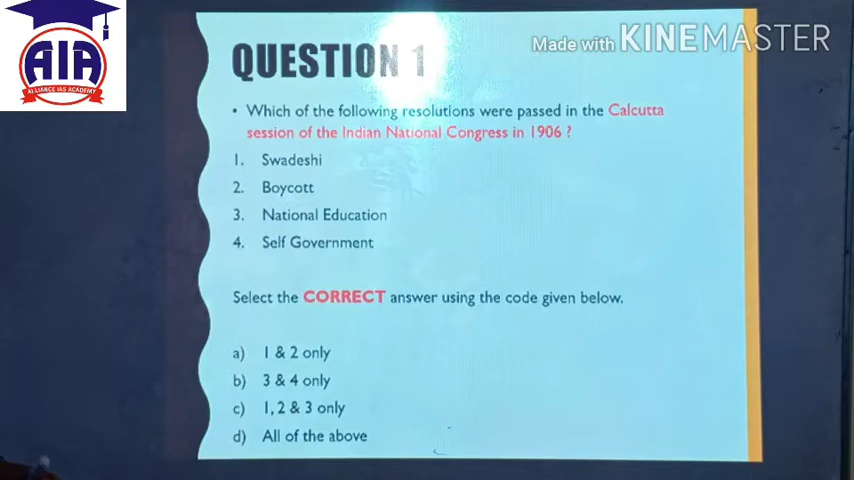 AIA
ALLIANCE IAS ACADEMY
Made with KINEMASTER
QUESTION 1
• Which of the following resolutions were passed in the Calcutta
session of the Indian National Congress in 1906 ?
1. Swadeshi
2. Boycott
3. National Education
4. Self Government
Select the CORRECT answer using the code given below.
a) 1 & 2 only
b) 3 & 4 only
c) 1, 2 & 3 only
d) All of the above